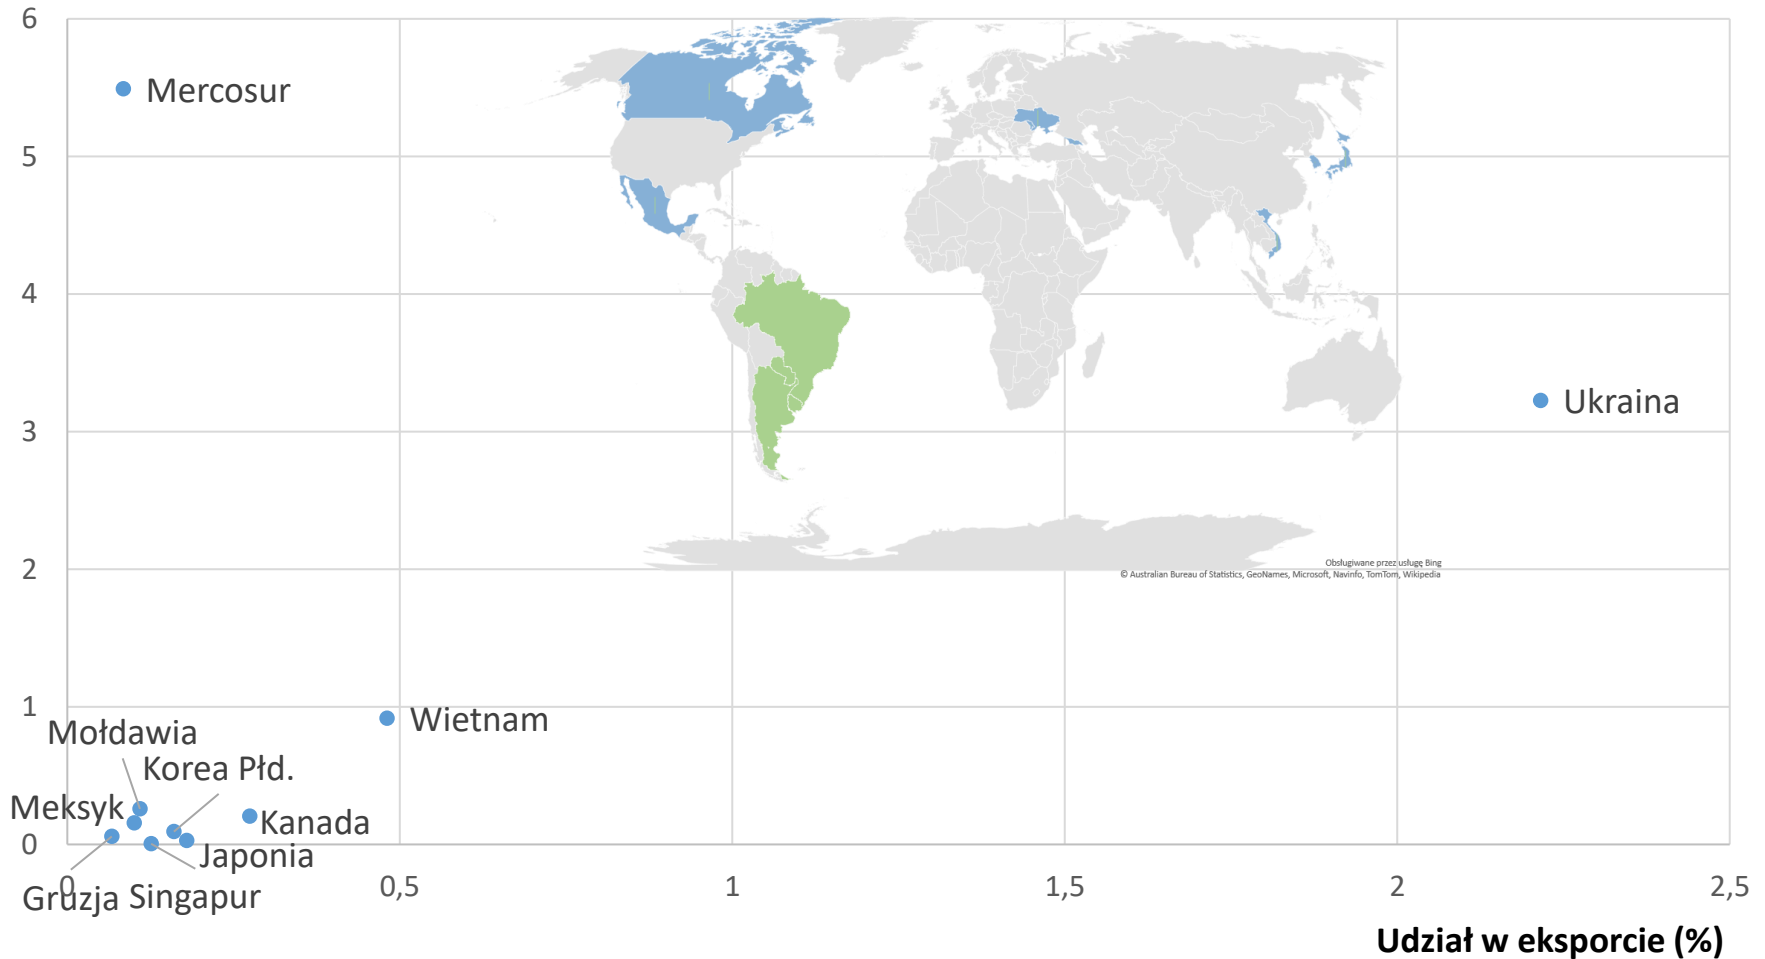 6
Mercosur
5
4
Ukraina
3
Obsługiwane przez usługę Bing
© Australian Bureau of Statistics, GeoNames, Microsoft, Navinfo, TomTom, Wikipedia
2
1
Wietnam
Mołdawia
Korea Płd.
Meksyk
Kanada
0
Japonia
Gruzja
Singapur
0
0,5
1
1,5
2
2,5
Udział w eksporcie (%)